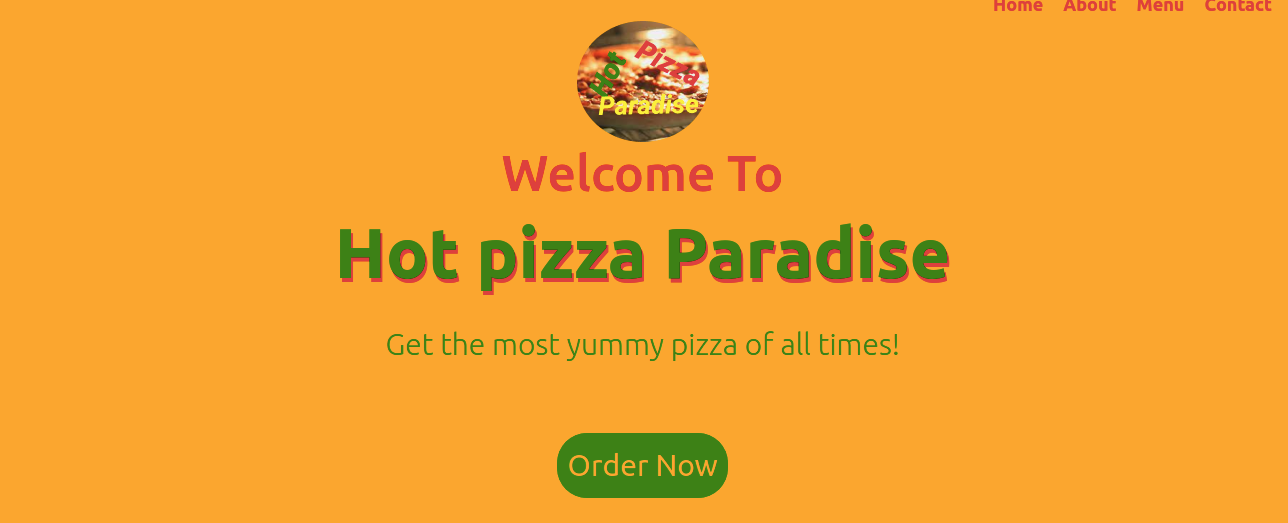 Home About Menu Contact
Hot Pizza
Paradise
Welcome To
Hot pizza Paradise
Get the most yummy pizza of all times!
Order Now